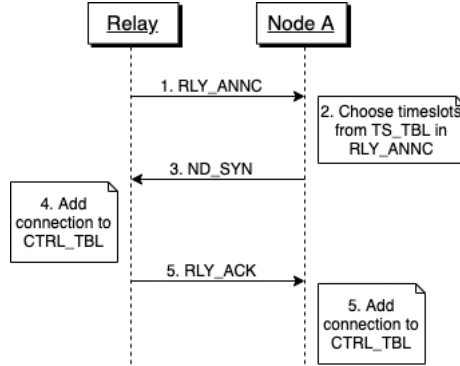 Relay
Node A
1. RLY_ANNC
2. Choose timeslots
from TS_TBL in
RLY_ANNC
3. ND_SYN
4. Add
connection to
CTRL_TBL
5. RLY_ACK
5. Add
connection to
CTRL_TBL